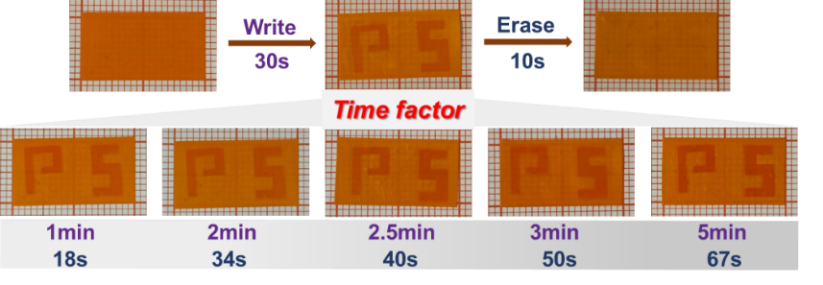 Write
30s
Erase
10s
P S
Time factor
P S
P S
P S
P S
P S
1min
2min
2.5min
3min
5min
18s
34s
40s
50s
67s